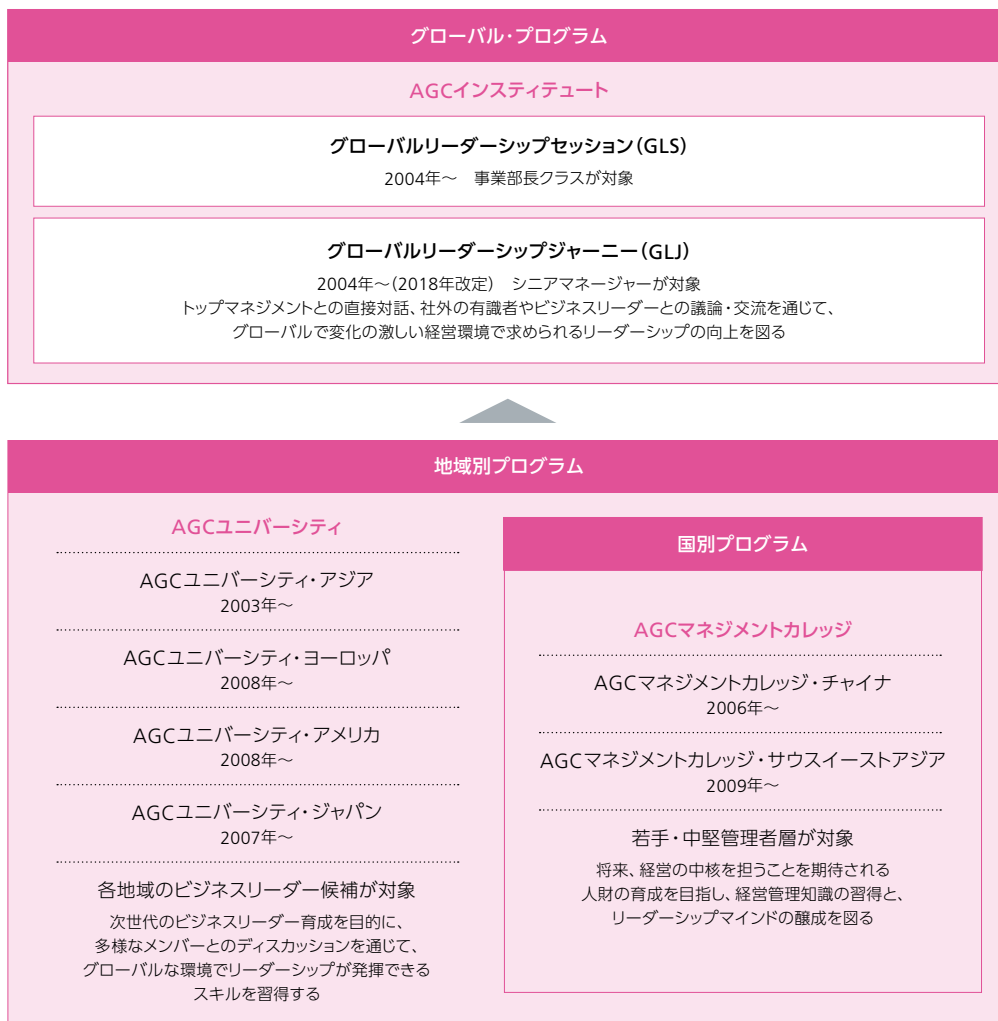 グローバル・プログラム
AGCインスティテュート
グローバルリーダーシップセッション（GLS）
2004年～　事業部長クラスが対象
グローバルリーダーシップジャーニー（GLJ）
2004年～（2018年改定）　シニアマネージャーが対象
トップマネジメントとの直接対話、社外の有識者やビジネスリーダーとの議論・交流を通じて、
グローバルで変化の激しい経営環境で求められるリーダーシップの向上を図る
地域別プログラム
AGCユニバーシティ
AGCユニバーシティ・アジア
2003年～
AGCユニバーシティ・ヨーロッパ
2008年～
AGCユニバーシティ・アメリカ
2008年～
AGCユニバーシティ・ジャパン
2007年～
各地域のビジネスリーダー候補が対象
次世代のビジネスリーダー育成を目的に、
多様なメンバーとのディスカッションを通じて、
グローバルな環境でリーダーシップが発揮できる
スキルを習得する
国別プログラム
AGCマネジメントカレッジ
AGCマネジメントカレッジ・チャイナ
2006年～
AGCマネジメントカレッジ・サウスイーストアジア
2009年～
若手・中堅管理者層が対象
将来、経営の中核を担うことを期待される
人財の育成を目指し、経営管理知識の習得と、
リーダーシップマインドの醸成を図る